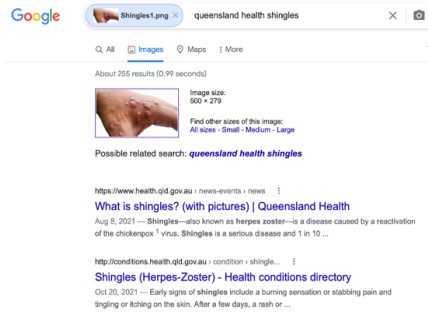 Google Shingles1.png × queensland health shingles
All Images Maps More
About 255 results (0.99 seconds)
Image size:
500 × 279
Find other sizes of this image:
All sizes - Small - Medium - Large
Possible related search: queensland health shingles
https://www.health.qld.gov.au › news-events › news
What is shingles? (with pictures) | Queensland Health
Aug 8, 2021 — Shingles—also known as herpes zoster—is a disease caused by a reactivation
of the chickenpox ¹ virus. Shingles is a serious disease and 1 in 10 ...
http://conditions.health.qld.gov.au › condition › shingle...
Shingles (Herpes-Zoster) - Health conditions directory
Oct 20, 2021 — Early signs of shingles include a burning sensation or stabbing pain and
tingling or itching on the skin. After a few days, a rash or ...